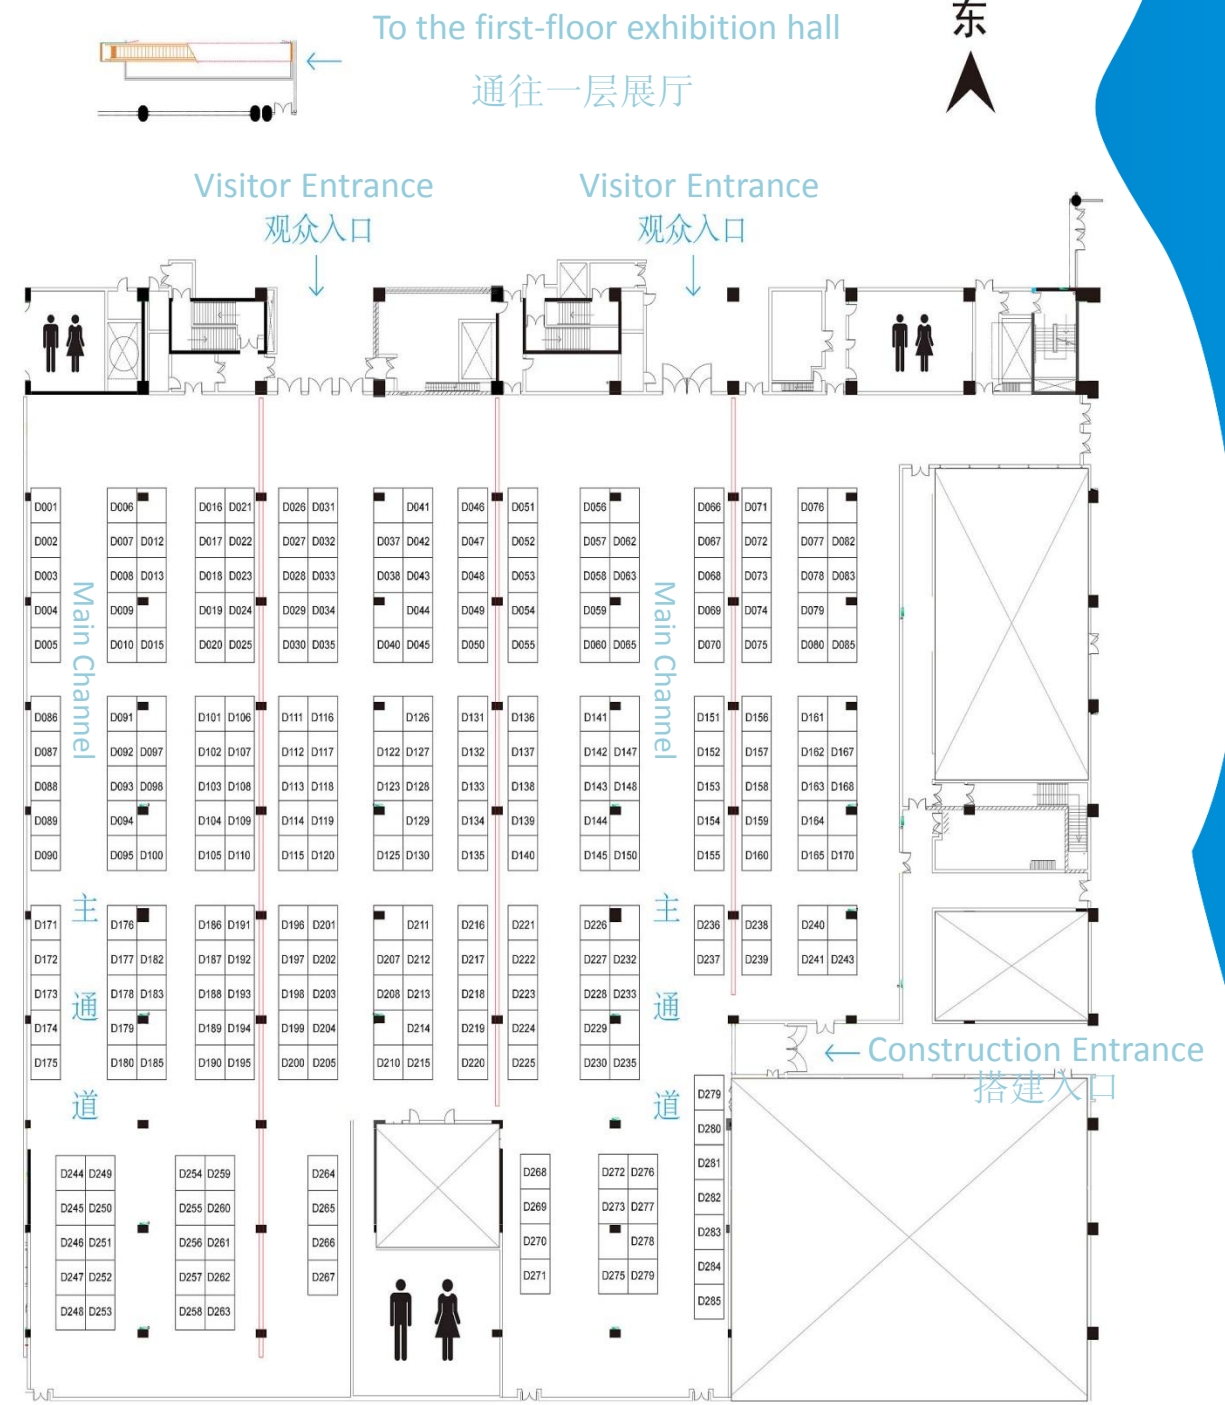 东
To the first-floor exhibition hall
通往一层展厅
Visitor Entrance Visitor Entrance
观众入口 观众入口
D001 D006 D016 D021 D026 D031 D041 D046 D051 D056 D066 D071 D076
D002 D007 D012 D017 D022 D027 D032 D037 D042 D047 D052 D057 D062 D067 D072 D077 D082
D003 D008 D013 D018 D023 D028 D033 D038 D043 D048 D053 D058 D063 D068 D073 D078 D083
D004 D009 D019 D024 D029 D034 D044 D049 D054 D059 D069 D074 D079
D005 D010 D015 D020 D025 D030 D035 D040 D045 D050 D055 D060 D065 D070 D075 D080 D085
Main Channel Main Channel
D086 D091 D101 D106 D111 D116 D126 D131 D136 D141 D151 D156 D161
D087 D092 D097 D102 D107 D112 D117 D122 D127 D132 D137 D142 D147 D152 D157 D162 D167
D088 D093 D098 D103 D108 D113 D118 D123 D128 D133 D138 D143 D148 D153 D158 D163 D168
D089 D094 D104 D109 D114 D119 D129 D134 D139 D144 D154 D159 D164
D090 D095 D100 D105 D110 D115 D120 D125 D130 D135 D140 D145 D150 D155 D160 D165 D170
主通道 主通道
D171 D176 D186 D191 D196 D201 D211 D216 D221 D226 D236 D238 D240
D172 D177 D182 D187 D192 D197 D202 D207 D212 D217 D222 D227 D232 D237 D239 D241 D243
D173 D178 D183 D188 D193 D198 D203 D208 D213 D218 D223 D228 D233
D174 D179 D189 D194 D199 D204 D214 D219 D224 D229
D175 D180 D185 D190 D195 D200 D205 D210 D215 D220 D225 D230 D235
Construction Entrance
搭建入口
D279
D280
D281
D282
D283
D284
D285
D244 D249 D254 D259 D264 D268 D272 D276
D245 D250 D255 D260 D265 D269 D273 D277
D246 D251 D256 D261 D266 D270 D278
D247 D252 D257 D262 D267 D271 D275 D279
D248 D253 D258 D263